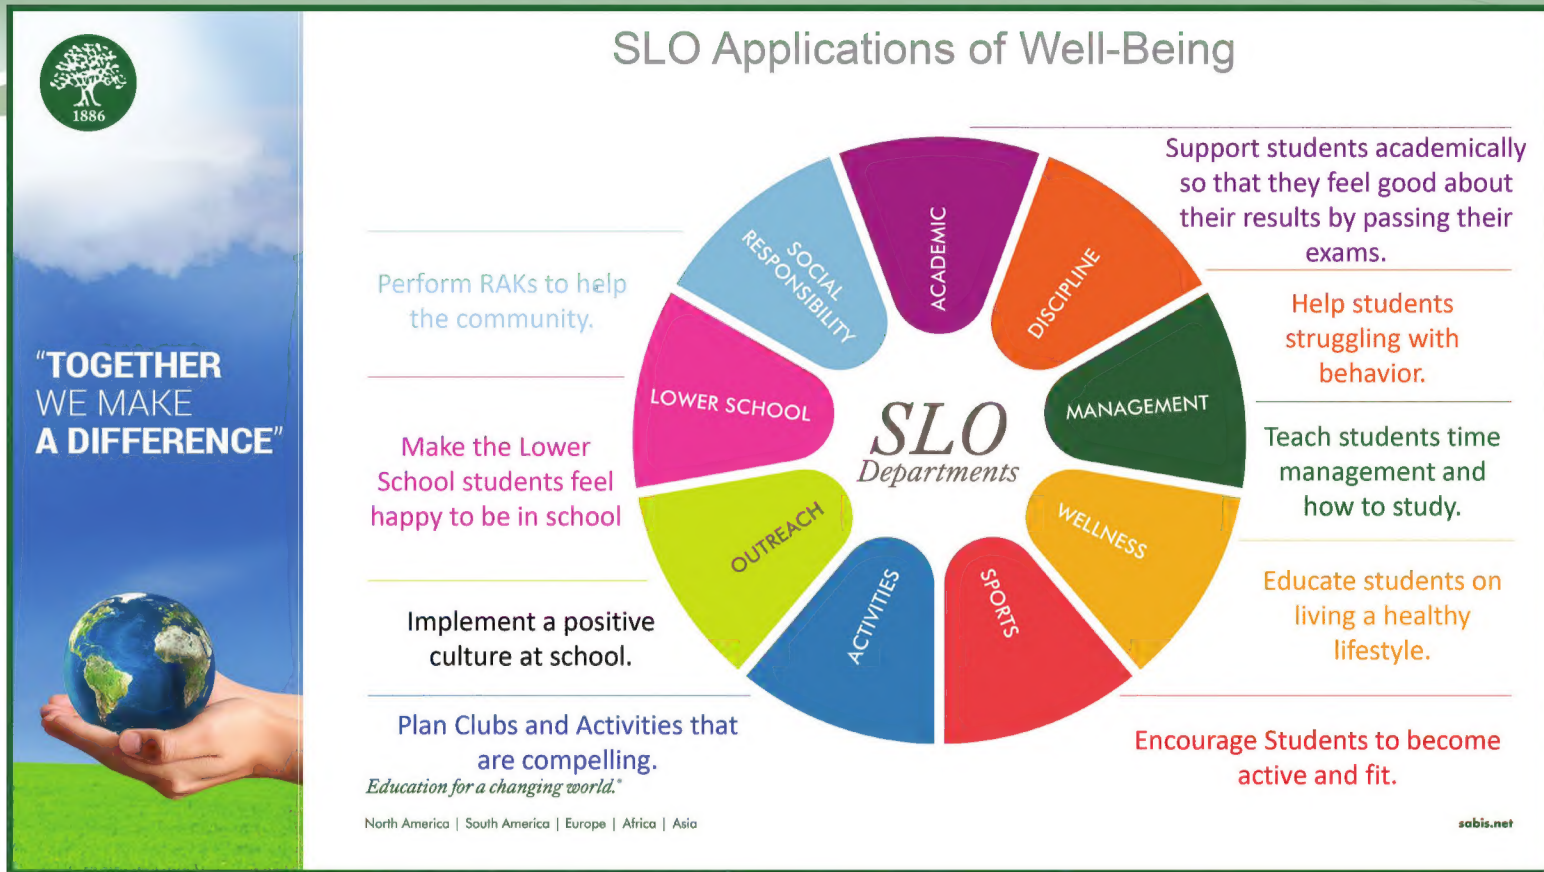 SLO Applications of Well-Being
1886
"TOGETHER
WE MAKE
A DIFFERENCE"
SLO
Departments
ACADEMIC
DISCIPLINE
MANAGEMENT
WELLNESS
SPORTS
ACTIVITIES
OUTREACH
LOWER SCHOOL
SOCIAL
RESPONSIBILITY
Support students academically
so that they feel good about
their results by passing their
exams.
Help students
struggling with
behavior.
Teach students time
management and
how to study.
Educate students on
living a healthy
lifestyle.
Encourage Students to become
active and fit.
Perform RAKs to help
the community.
Make the Lower
School students feel
happy to be in school
Implement a positive
culture at school.
Plan Clubs and Activities that
are compelling.
Education for a changing world.®
North America | South America | Europe | Africa | Asia
sabis.net